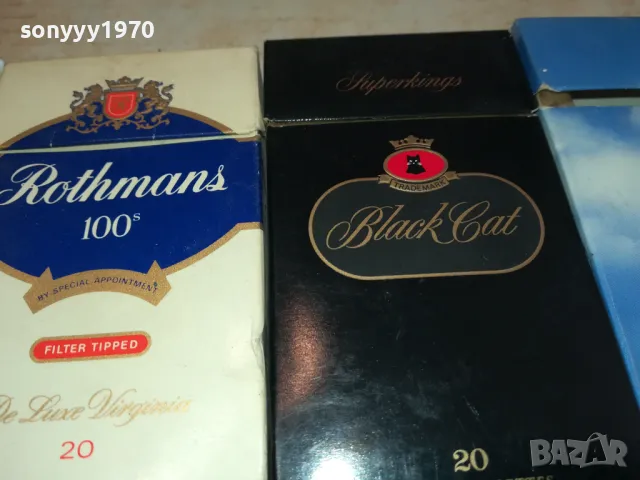 sonyyy1970
Rothmans
100s
BY SPECIAL APPOINTMENT
FILTER TIPPED
De Luxe Virginia
20
Superkings
TRADEMARK
Black Cat
20
BAZAR
bg